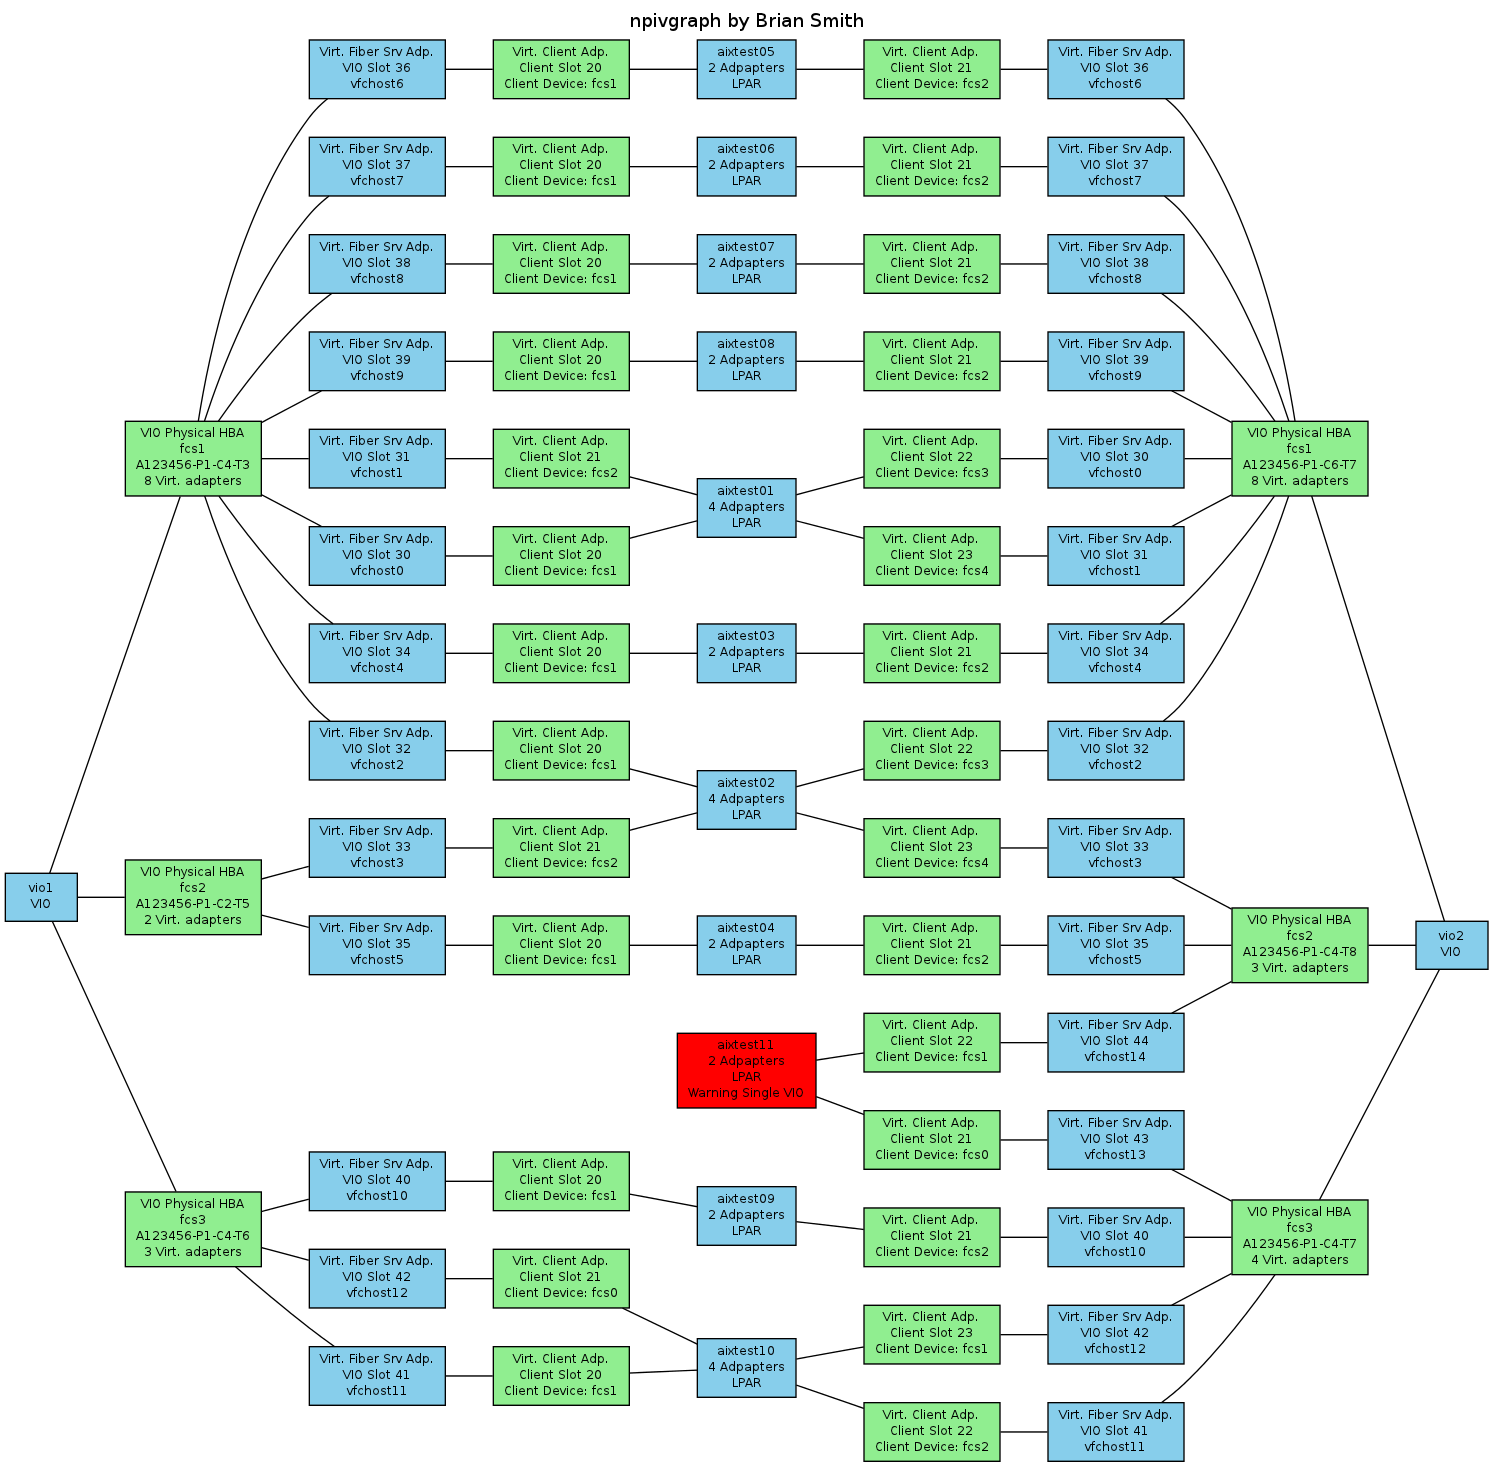 npivgraph by Brian Smith
Virt. Fiber Srv Adp.
VIO Slot 36
vfchost6
Virt. Client Adp.
Client Slot 20
Client Device: fcs1
aixtest05
2 Adpapters
LPAR
Virt. Client Adp.
Client Slot 21
Client Device: fcs2
Virt. Fiber Srv Adp.
VIO Slot 36
vfchost6
Virt. Fiber Srv Adp.
VIO Slot 37
vfchost7
Virt. Client Adp.
Client Slot 20
Client Device: fcs1
aixtest06
2 Adpapters
LPAR
Virt. Client Adp.
Client Slot 21
Client Device: fcs2
Virt. Fiber Srv Adp.
VIO Slot 37
vfchost7
Virt. Fiber Srv Adp.
VIO Slot 38
vfchost8
Virt. Client Adp.
Client Slot 20
Client Device: fcs1
aixtest07
2 Adpapters
LPAR
Virt. Client Adp.
Client Slot 21
Client Device: fcs2
Virt. Fiber Srv Adp.
VIO Slot 38
vfchost8
Virt. Fiber Srv Adp.
VIO Slot 39
vfchost9
Virt. Client Adp.
Client Slot 20
Client Device: fcs1
aixtest08
2 Adpapters
LPAR
Virt. Client Adp.
Client Slot 21
Client Device: fcs2
Virt. Fiber Srv Adp.
VIO Slot 39
vfchost9
VIO Physical HBA
fcs1
A123456-P1-C4-T3
8 Virt. adapters
Virt. Fiber Srv Adp.
VIO Slot 31
vfchost1
Virt. Client Adp.
Client Slot 21
Client Device: fcs2
aixtest01
4 Adpapters
LPAR
Virt. Client Adp.
Client Slot 22
Client Device: fcs3
Virt. Fiber Srv Adp.
VIO Slot 30
vfchost0
VIO Physical HBA
fcs1
A123456-P1-C6-T7
8 Virt. adapters
Virt. Fiber Srv Adp.
VIO Slot 30
vfchost0
Virt. Client Adp.
Client Slot 20
Client Device: fcs1
Virt. Client Adp.
Client Slot 23
Client Device: fcs4
Virt. Fiber Srv Adp.
VIO Slot 31
vfchost1
Virt. Fiber Srv Adp.
VIO Slot 34
vfchost4
Virt. Client Adp.
Client Slot 20
Client Device: fcs1
aixtest03
2 Adpapters
LPAR
Virt. Client Adp.
Client Slot 21
Client Device: fcs2
Virt. Fiber Srv Adp.
VIO Slot 34
vfchost4
Virt. Fiber Srv Adp.
VIO Slot 32
vfchost2
Virt. Client Adp.
Client Slot 20
Client Device: fcs1
aixtest02
4 Adpapters
LPAR
Virt. Client Adp.
Client Slot 22
Client Device: fcs3
Virt. Fiber Srv Adp.
VIO Slot 32
vfchost2
vio1
VIO
VIO Physical HBA
fcs2
A123456-P1-C2-T5
2 Virt. adapters
Virt. Fiber Srv Adp.
VIO Slot 33
vfchost3
Virt. Client Adp.
Client Slot 21
Client Device: fcs2
Virt. Client Adp.
Client Slot 23
Client Device: fcs4
Virt. Fiber Srv Adp.
VIO Slot 33
vfchost3
Virt. Fiber Srv Adp.
VIO Slot 35
vfchost5
Virt. Client Adp.
Client Slot 20
Client Device: fcs1
aixtest04
2 Adpapters
LPAR
Virt. Client Adp.
Client Slot 21
Client Device: fcs2
Virt. Fiber Srv Adp.
VIO Slot 35
vfchost5
VIO Physical HBA
fcs2
A123456-P1-C4-T8
3 Virt. adapters
vio2
VIO
aixtest11
2 Adpapters
LPAR
Warning Single VIO
Virt. Client Adp.
Client Slot 22
Client Device: fcs1
Virt. Fiber Srv Adp.
VIO Slot 44
vfchost14
Virt. Client Adp.
Client Slot 21
Client Device: fcs0
Virt. Fiber Srv Adp.
VIO Slot 43
vfchost13
VIO Physical HBA
fcs3
A123456-P1-C4-T6
3 Virt. adapters
Virt. Fiber Srv Adp.
VIO Slot 40
vfchost10
Virt. Client Adp.
Client Slot 20
Client Device: fcs1
aixtest09
2 Adpapters
LPAR
Virt. Client Adp.
Client Slot 21
Client Device: fcs2
Virt. Fiber Srv Adp.
VIO Slot 40
vfchost10
VIO Physical HBA
fcs3
A123456-P1-C4-T7
4 Virt. adapters
Virt. Fiber Srv Adp.
VIO Slot 42
vfchost12
Virt. Client Adp.
Client Slot 21
Client Device: fcs0
Virt. Client Adp.
Client Slot 23
Client Device: fcs1
Virt. Fiber Srv Adp.
VIO Slot 42
vfchost12
Virt. Fiber Srv Adp.
VIO Slot 41
vfchost11
Virt. Client Adp.
Client Slot 20
Client Device: fcs1
aixtest10
4 Adpapters
LPAR
Virt. Client Adp.
Client Slot 22
Client Device: fcs2
Virt. Fiber Srv Adp.
VIO Slot 41
vfchost11